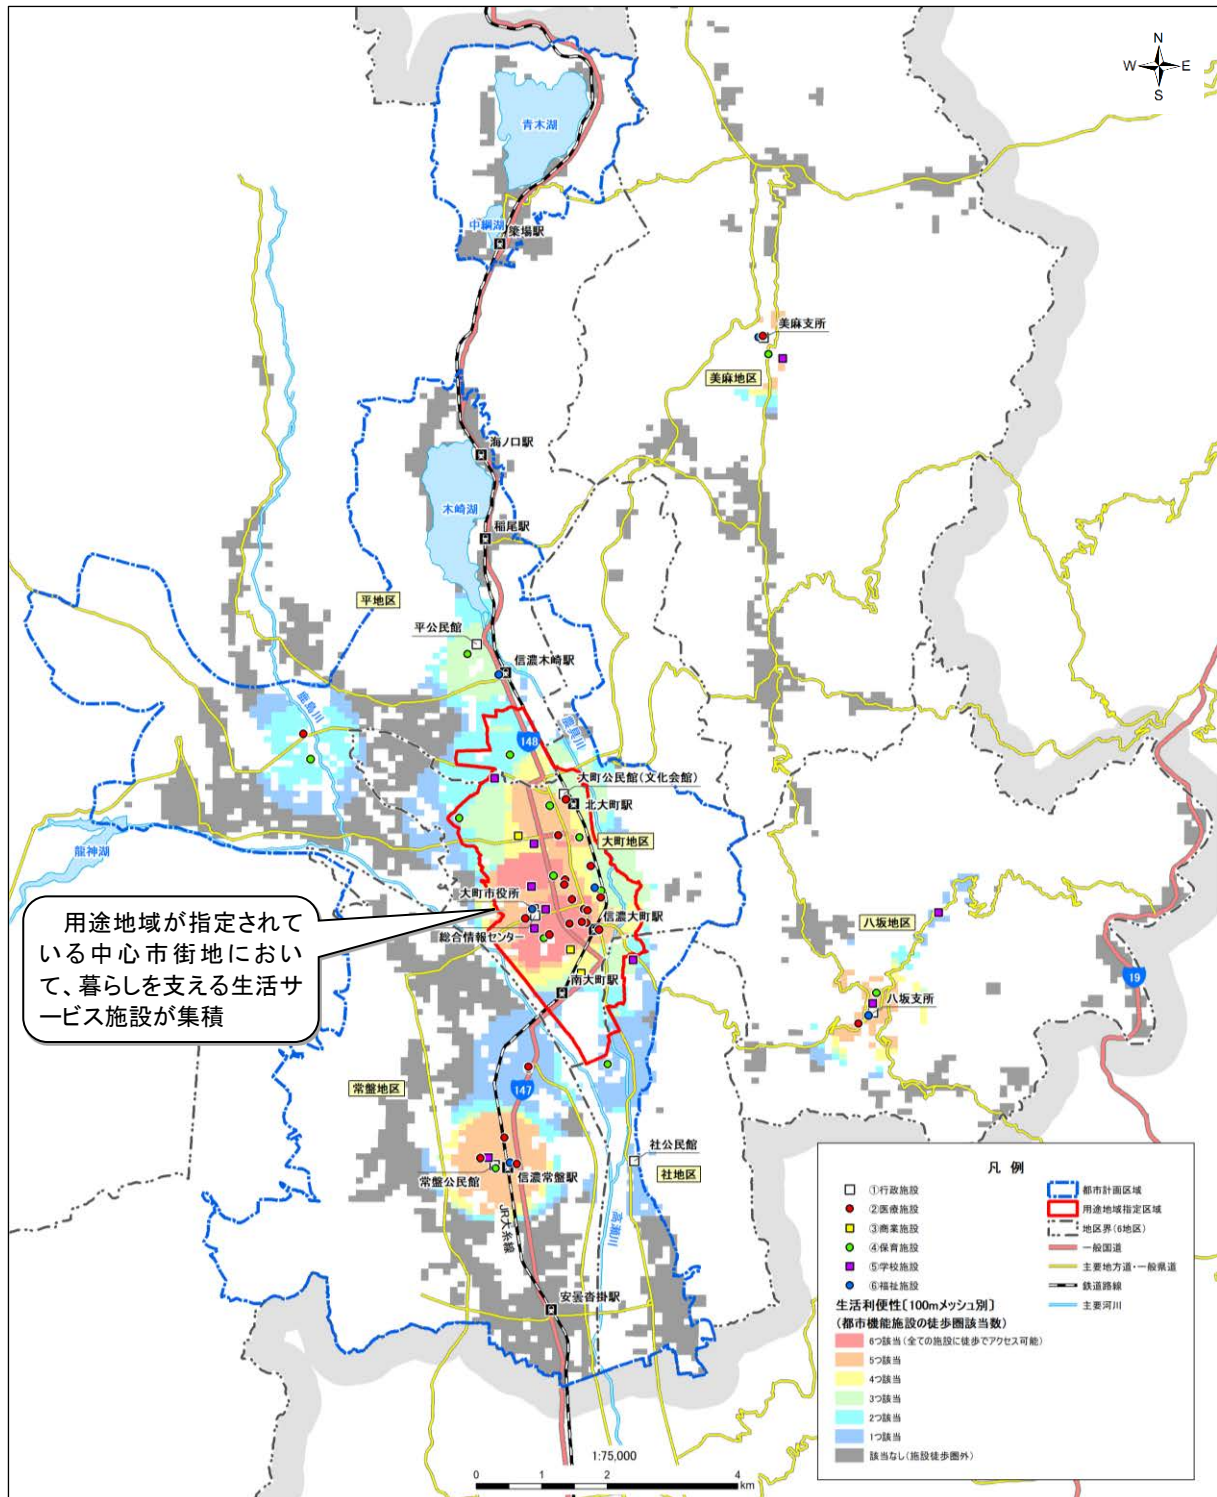 N
W
E
S
青木湖
中綱湖
簗場駅
美麻支所
美麻地区
海ノ口駅
木崎湖
稲尾駅
平地区
平公民館
信濃木崎駅
鹿島川
農具川
148
大町公民館(文化会館)
北大町駅
大町地区
龍神湖
大町市役所
信濃大町駅
総合情報センター
八坂地区
南大町駅
八坂支所
19
用途地域が指定されて
いる中心市街地におい
て、暮らしを支える生活サ
ービス施設が集積
常盤地区
147
社公民館
社地区
常盤公民館
信濃常盤駅
JR大糸線
高瀬川
安曇沓掛駅
凡 例
①行政施設
②医療施設
③商業施設
④保育施設
⑤学校施設
⑥福祉施設
都市計画区域
用途地域指定区域
地区界(6地区)
一般国道
主要地方道・一般県道
鉄道路線
主要河川
生活利便性〔100mメッシュ別〕
(都市機能施設の徒歩圏該当数)
6つ該当(全ての施設に徒歩でアクセス可能)
5つ該当
4つ該当
3つ該当
2つ該当
1つ該当
該当なし(施設徒歩圏外)
1:75,000
0 1 2 4
km